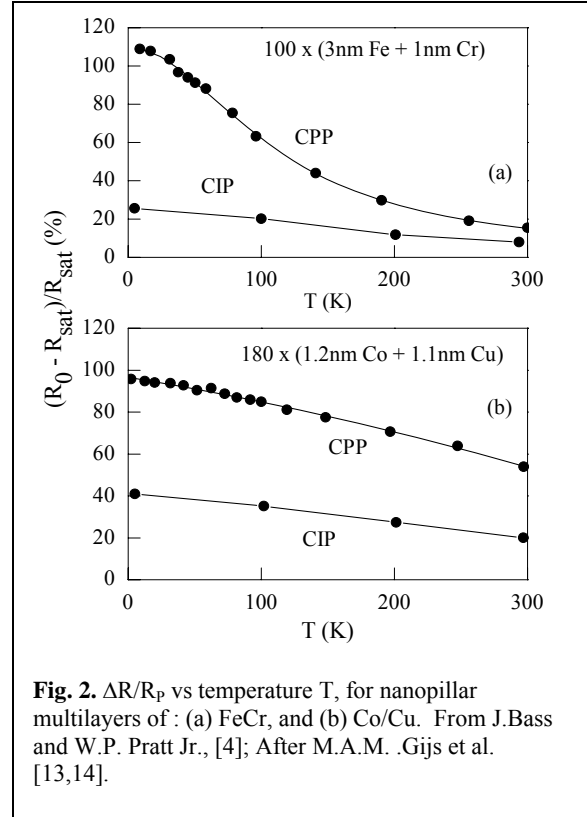 120
100 x (3nm Fe + 1nm Cr)
100
80
CPP
60
(a)
CIP
40
20
0
0 100 200 300
T (K)
(R0 - Rsat)/Rsat (%)
120
180 x (1.2nm Co + 1.1nm Cu)
100
80
(b)
CPP
60
40
20
CIP
0
0 100 200 300
T (K)
Fig. 2. ΔR/RP vs temperature T, for nanopillar
multilayers of : (a) FeCr, and (b) Co/Cu. From J.Bass
and W.P. Pratt Jr., [4]; After M.A.M. .Gijs et al.
[13,14].